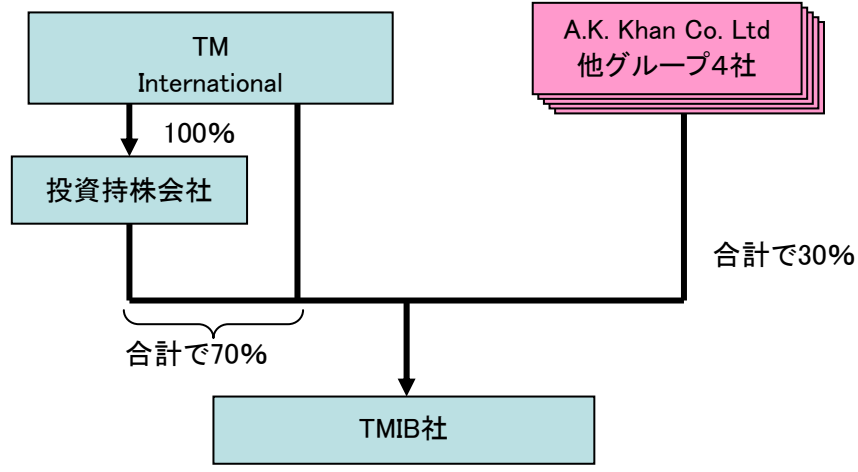 TM
International
A.K. Khan Co. Ltd
他グループ4社
100%
投資持株会社
合計で30%
合計で70%
TMIB社